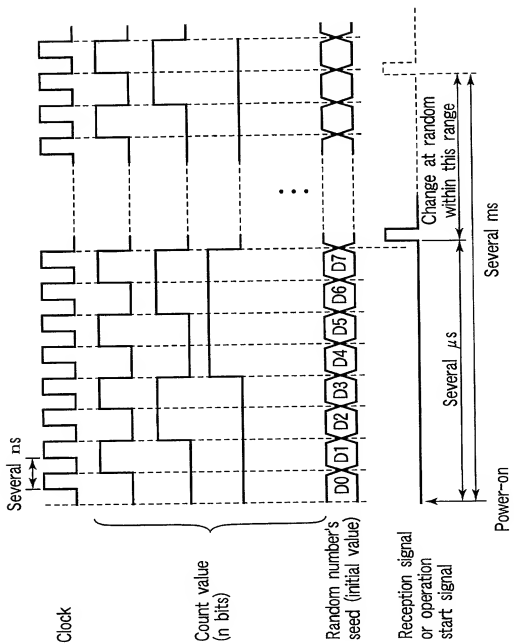 Several ns
Clock
Count value
(n bits)
Random number's
seed (initial value)
D0 D1 D2 D3 D4 D5 D6 D7
Reception signal
or operation
start signal
Change at random
within this range
Several μs
Several ms
Power-on